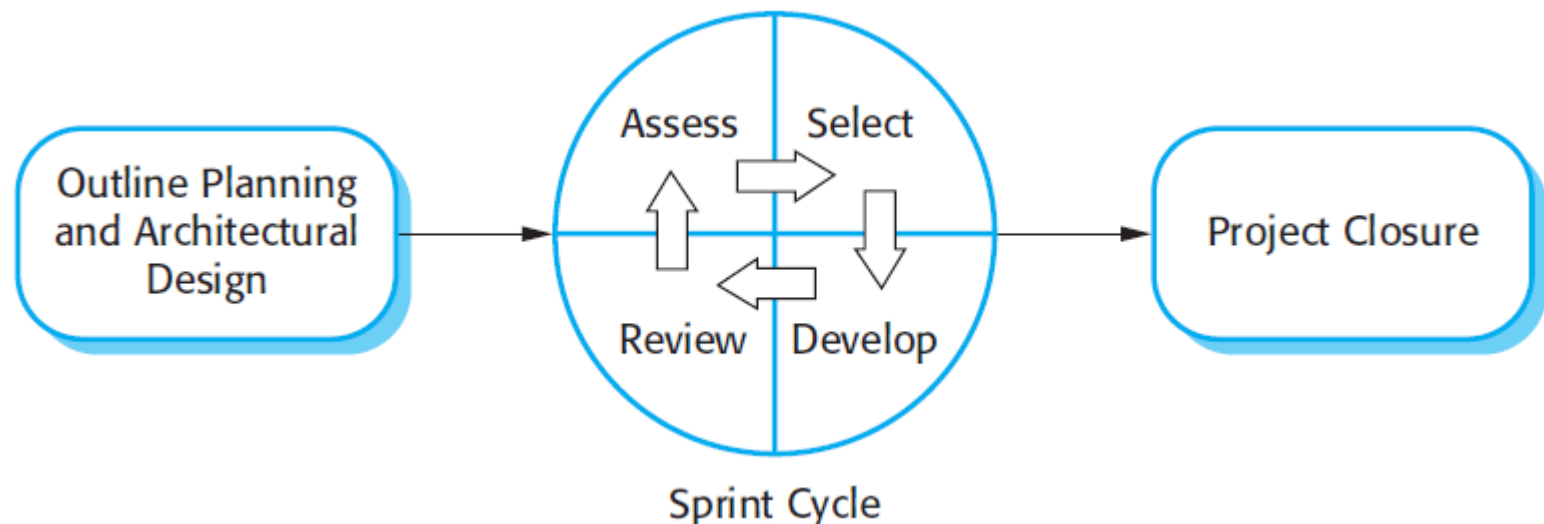 Outline Planning
and Architectural
Design
Assess
Select
Review
Develop
Sprint Cycle
Project Closure